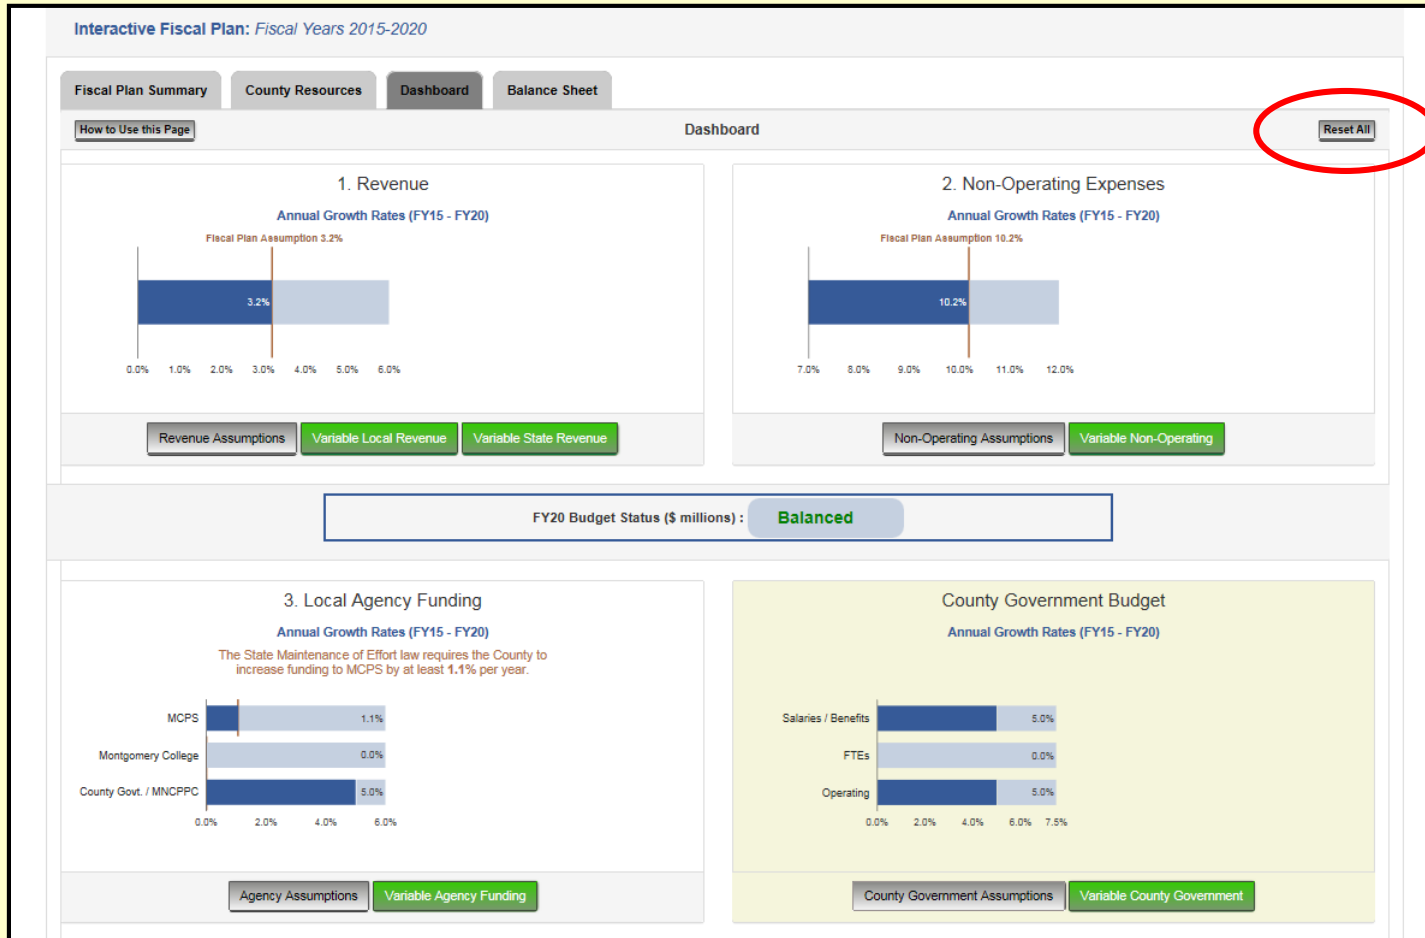 Interactive Fiscal Plan: Fiscal Years 2015-2020
Fiscal Plan Summary County Resources Dashboard Balance Sheet
How to Use this Page Dashboard Reset All
1. Revenue
Annual Growth Rates (FY15 - FY20)
Fiscal Plan Assumption 3.2%
3.2%
0.0% 1.0% 2.0% 3.0% 4.0% 5.0% 6.0%
Revenue Assumptions Variable Local Revenue Variable State Revenue
2. Non-Operating Expenses
Annual Growth Rates (FY15 - FY20)
Fiscal Plan Assumption 10.2%
10.2%
7.0% 8.0% 9.0% 10.0% 11.0% 12.0%
Non-Operating Assumptions Variable Non-Operating
FY20 Budget Status ($ millions) : Balanced
3. Local Agency Funding
Annual Growth Rates (FY15 - FY20)
The State Maintenance of Effort law requires the County to
increase funding to MCPS by at least 1.1% per year.
MCPS 1.1%
Montgomery College 0.0%
County Govt. / MNCPPC 5.0%
0.0% 2.0% 4.0% 6.0%
Agency Assumptions Variable Agency Funding
County Government Budget
Annual Growth Rates (FY15 - FY20)
Salaries / Benefits 5.0%
FTEs 0.0%
Operating 5.0%
0.0% 2.0% 4.0% 6.0% 7.5%
County Government Assumptions Variable County Government